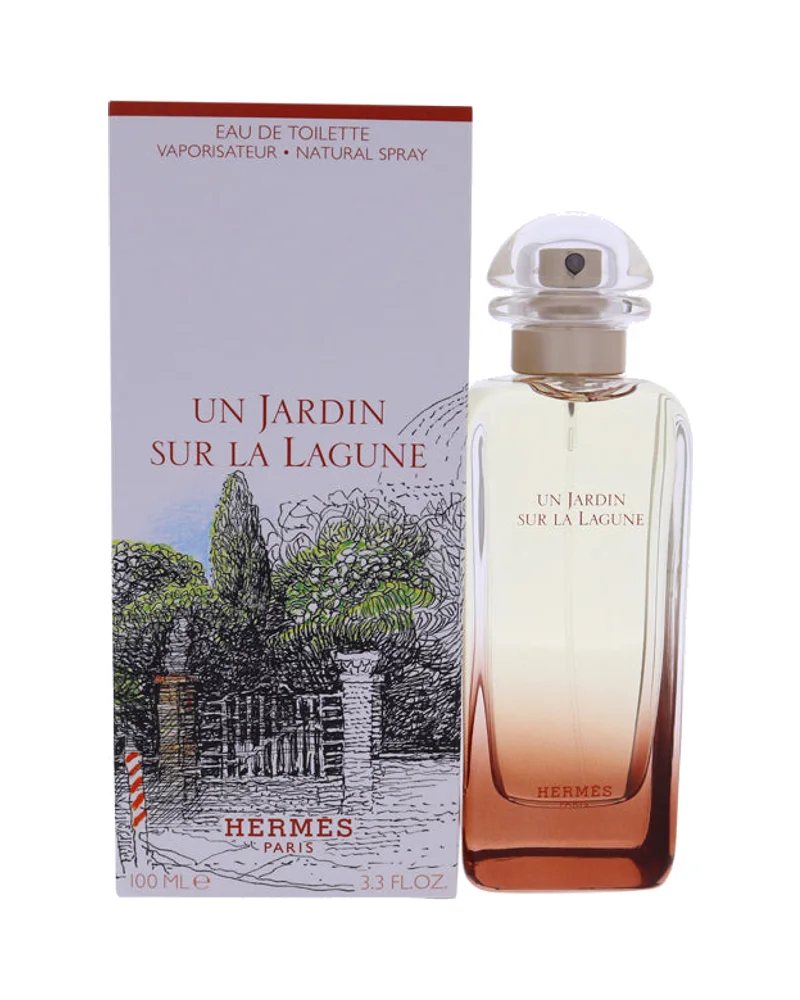 EAU DE TOILETTE
VAPORISATEUR • NATURAL SPRAY
UN JARDIN
SUR LA LAGUNE
HERMÈS
PARIS
100 ML e
3.3 FL.OZ.
UN JARDIN
SUR LA LAGUNE
HERMÈS
PARIS